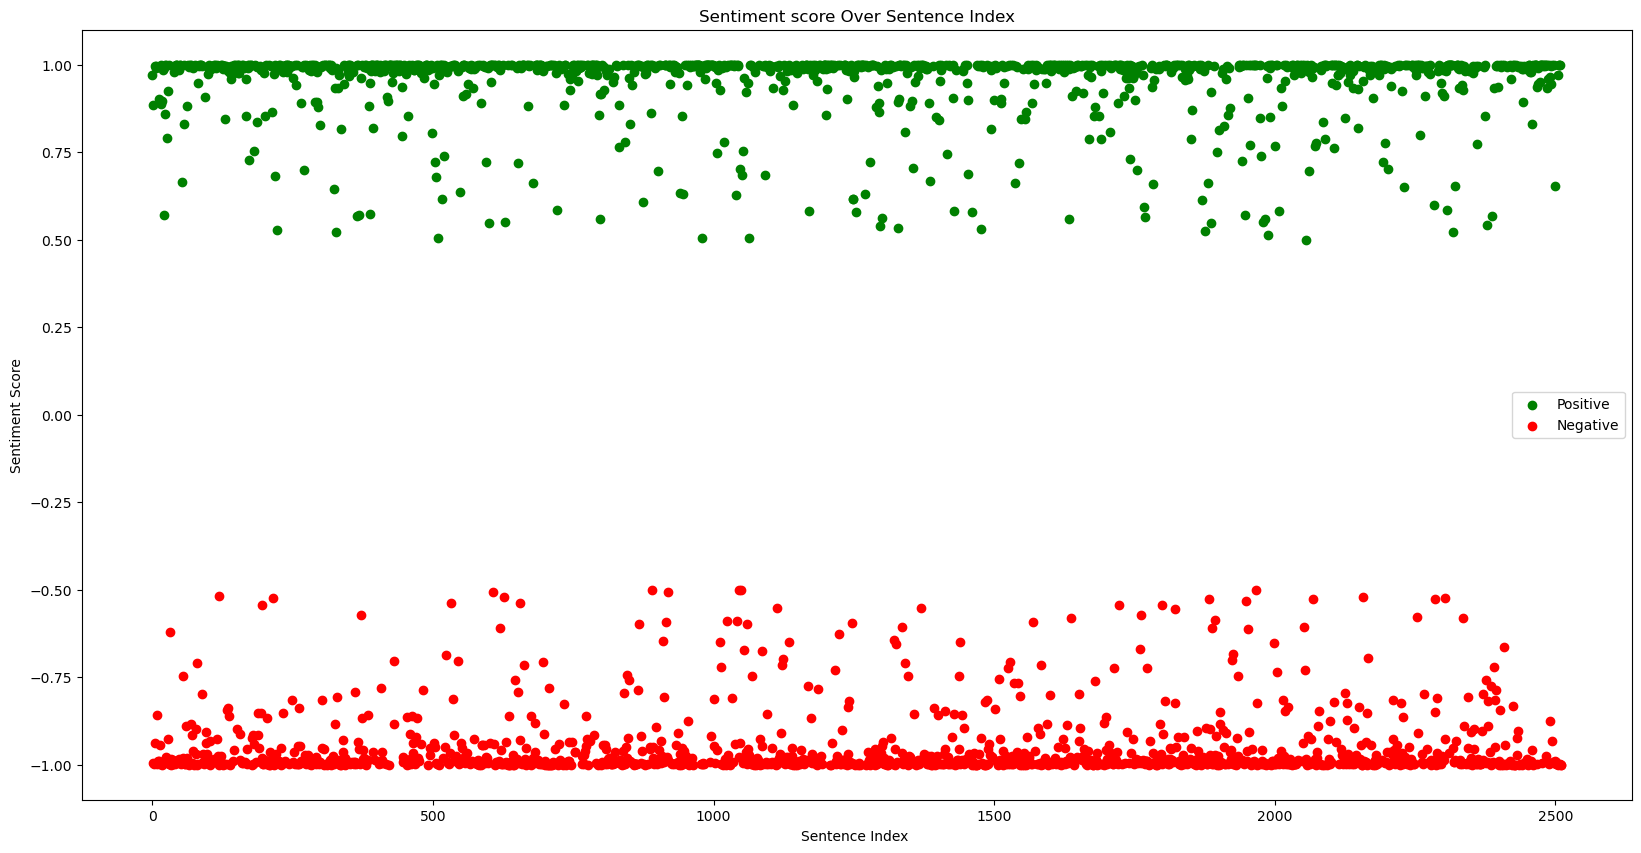 Sentiment score Over Sentence Index
1.00
0.75
0.50
0.25
0.00
−0.25
−0.50
−0.75
−1.00
Sentiment Score
Positive
Negative
0 500 1000 1500 2000 2500
Sentence Index